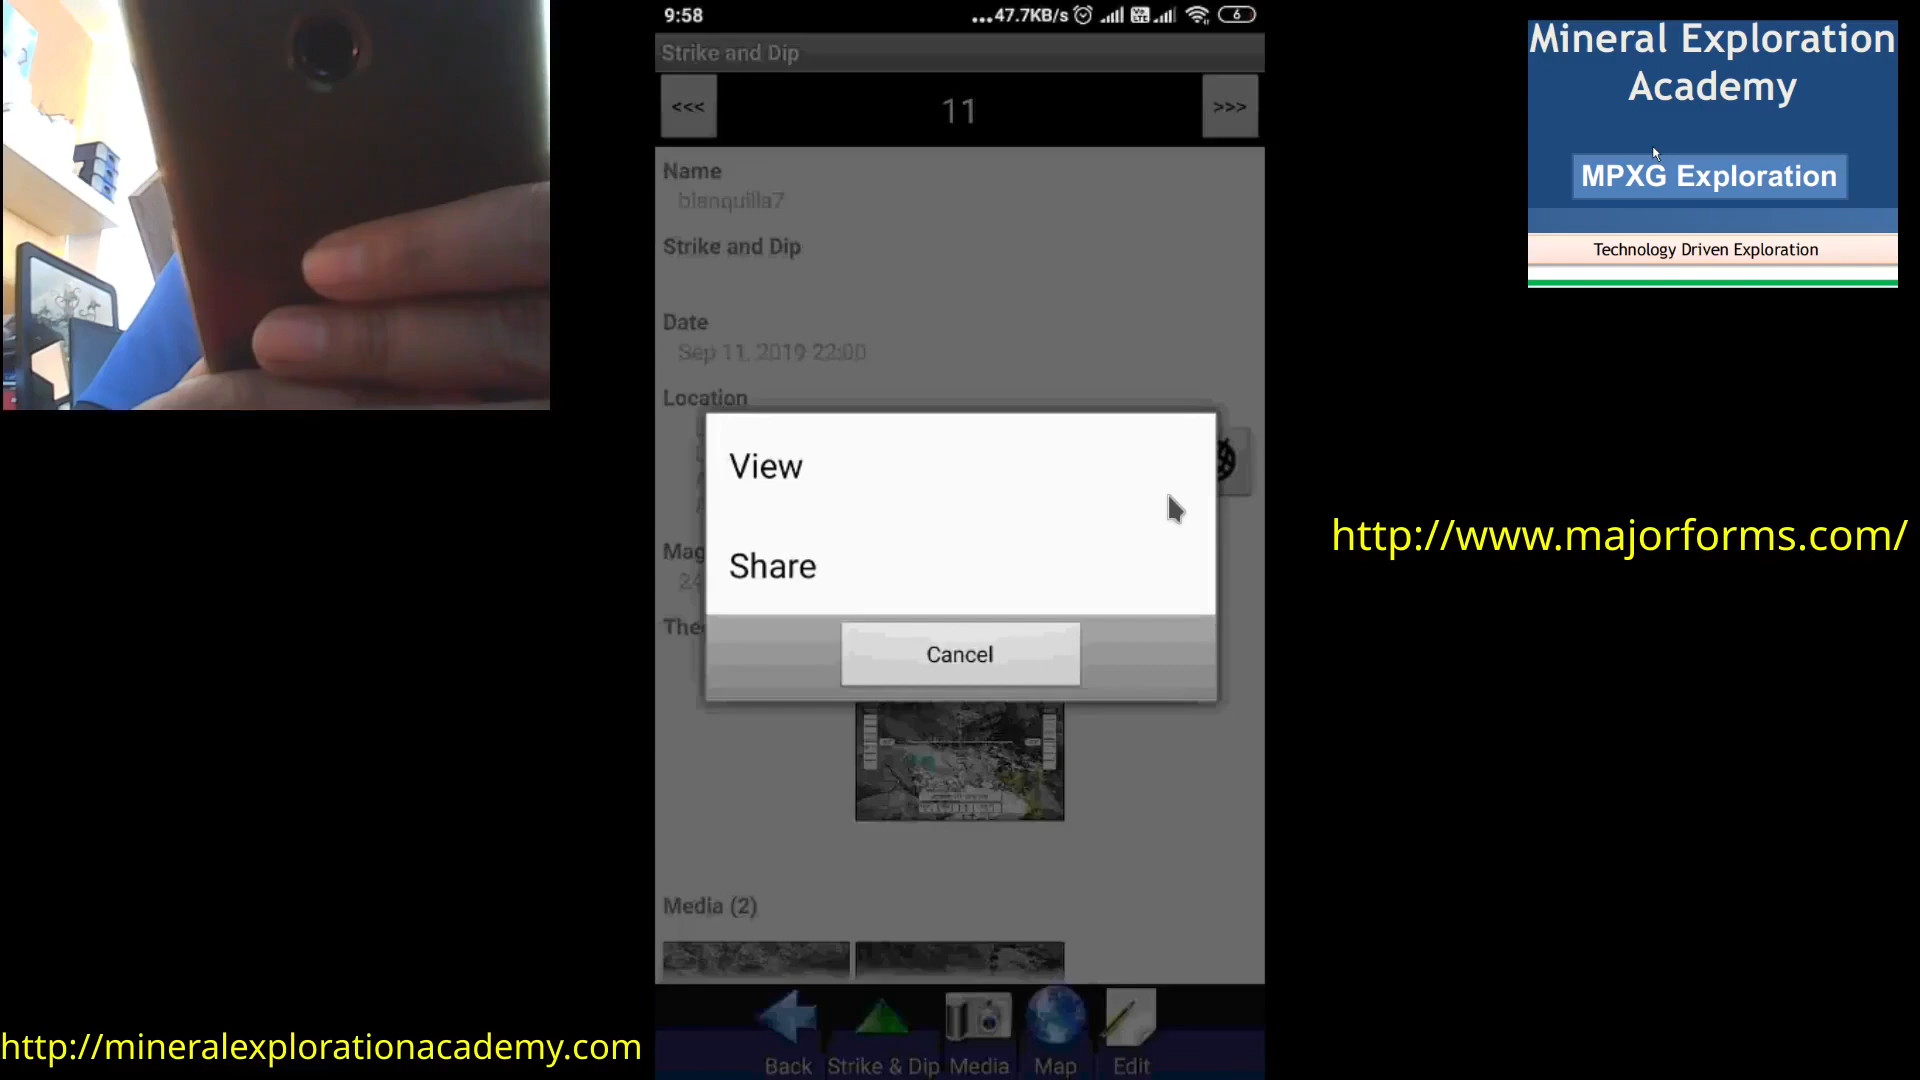 9:58
...47.7KB/s
6
Strike and Dip
<<<
11
>>>
Name
blanquilla7
Strike and Dip
Date
Sep 11, 2019 22:00
Location
View
Share
Cancel
Media (2)
Back
Strike & Dip
Media
Map
Edit
Mineral Exploration
Academy
MPXG Exploration
Technology Driven Exploration
http://www.majorforms.com/
http://mineralexplorationacademy.com